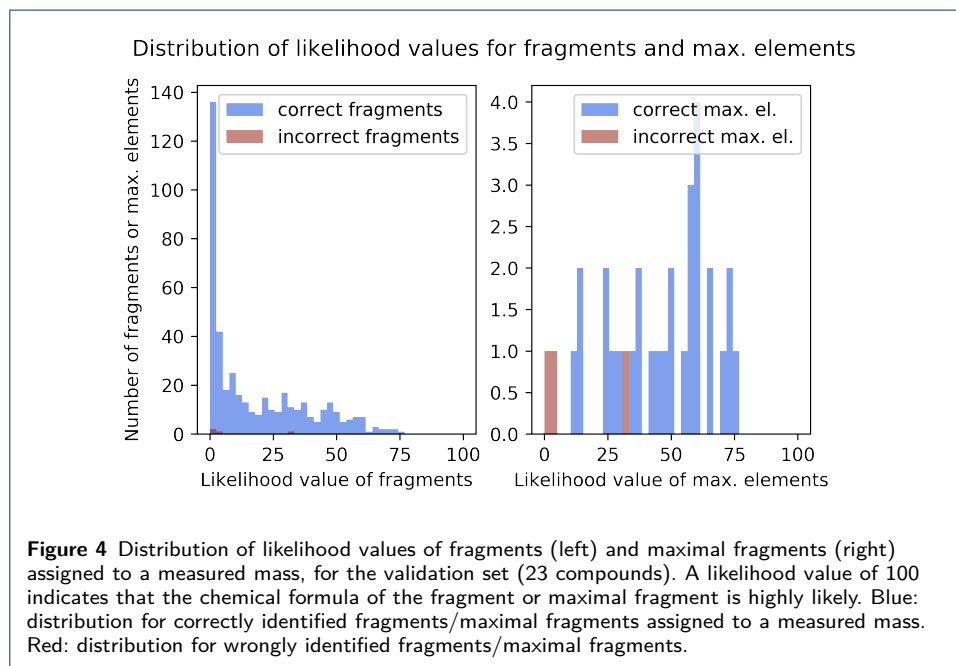 Distribution of likelihood values for fragments and max. elements
Number of fragments or max. elements
140
120
100
80
60
40
20
0
correct fragments
incorrect fragments
0 25 50 75 100
Likelihood value of fragments
4.0
3.5
3.0
2.5
2.0
1.5
1.0
0.5
0.0
correct max. el.
incorrect max. el.
0 25 50 75 100
Likelihood value of max. elements
Figure 4 Distribution of likelihood values of fragments (left) and maximal fragments (right)
assigned to a measured mass, for the validation set (23 compounds). A likelihood value of 100
indicates that the chemical formula of the fragment or maximal fragment is highly likely. Blue:
distribution for correctly identified fragments/maximal fragments assigned to a measured mass.
Red: distribution for wrongly identified fragments/maximal fragments.